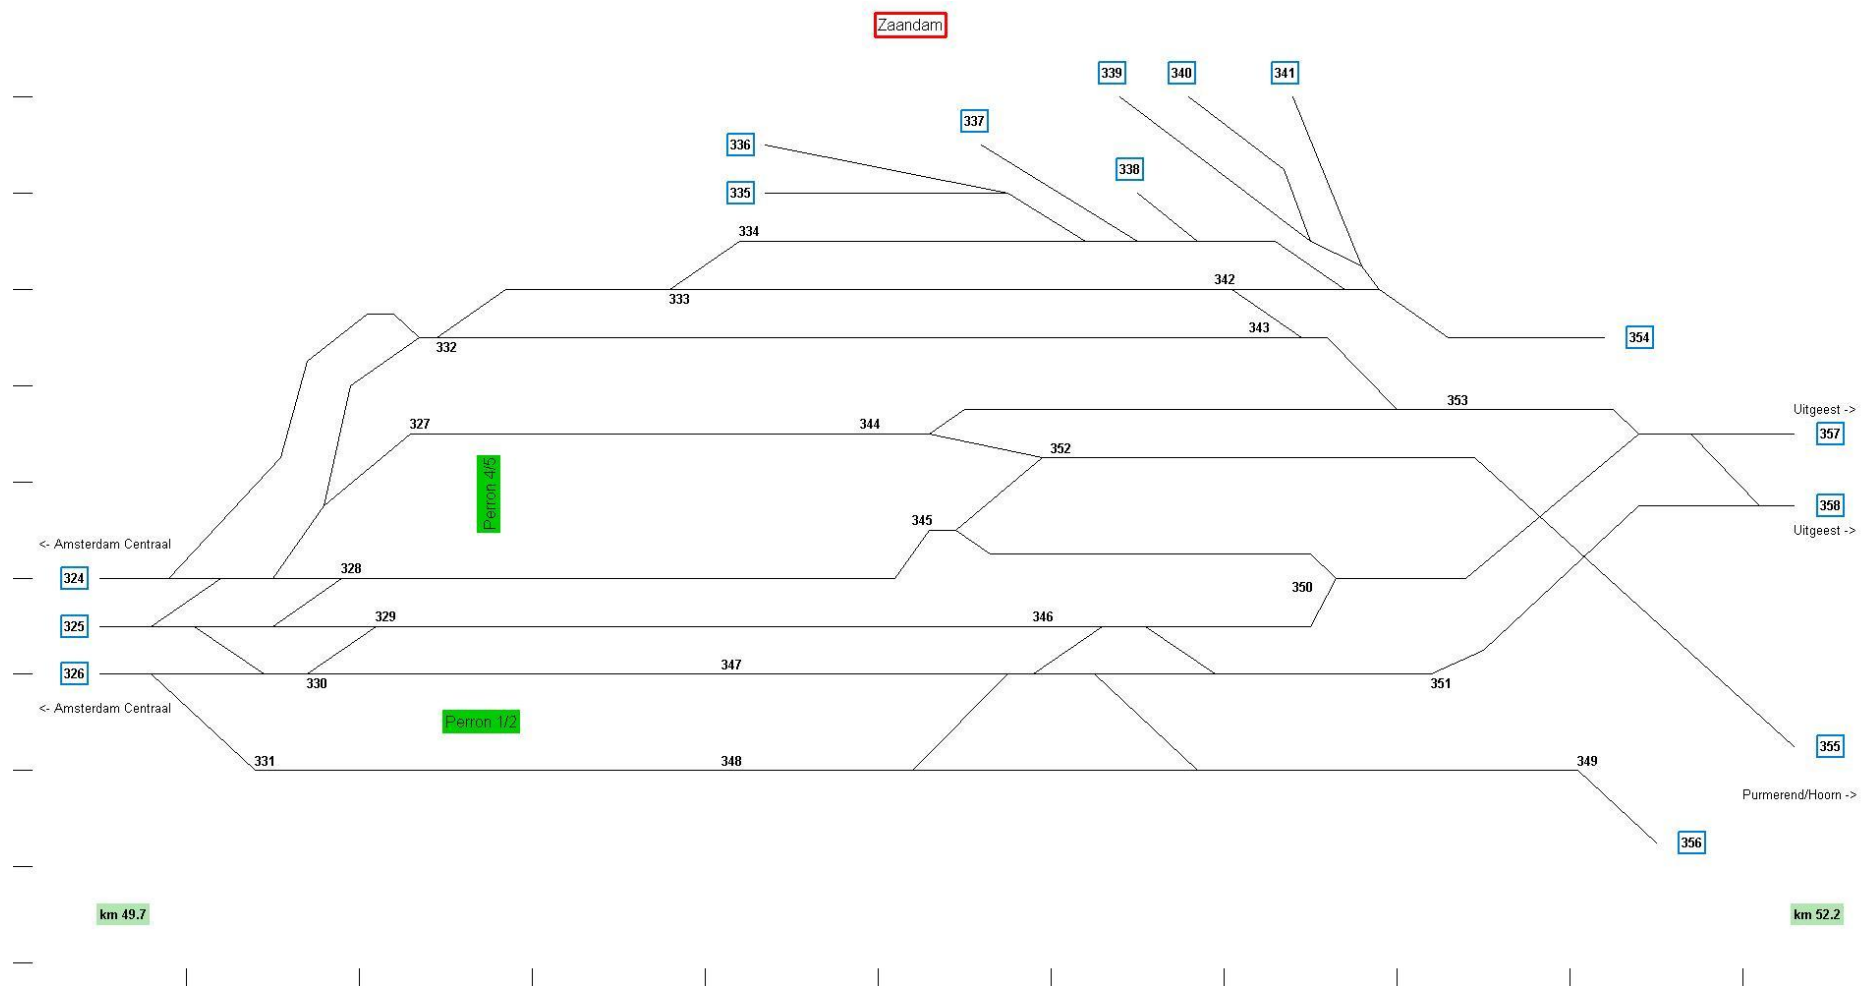 Zaandam
339 340 341
337
336
338
335
334
342
333
343
332
354
353
Uitgeest ->
327 344
357
352
Perron 4/5
358
345
Uitgeest ->
<- Amsterdam Centraal
328
324
350
329 346
325
347
326
330
351
<- Amsterdam Centraal
Perron 1/2
355
331 348 349
Purmerend/Hoorn ->
356
km 49.7 km 52.2